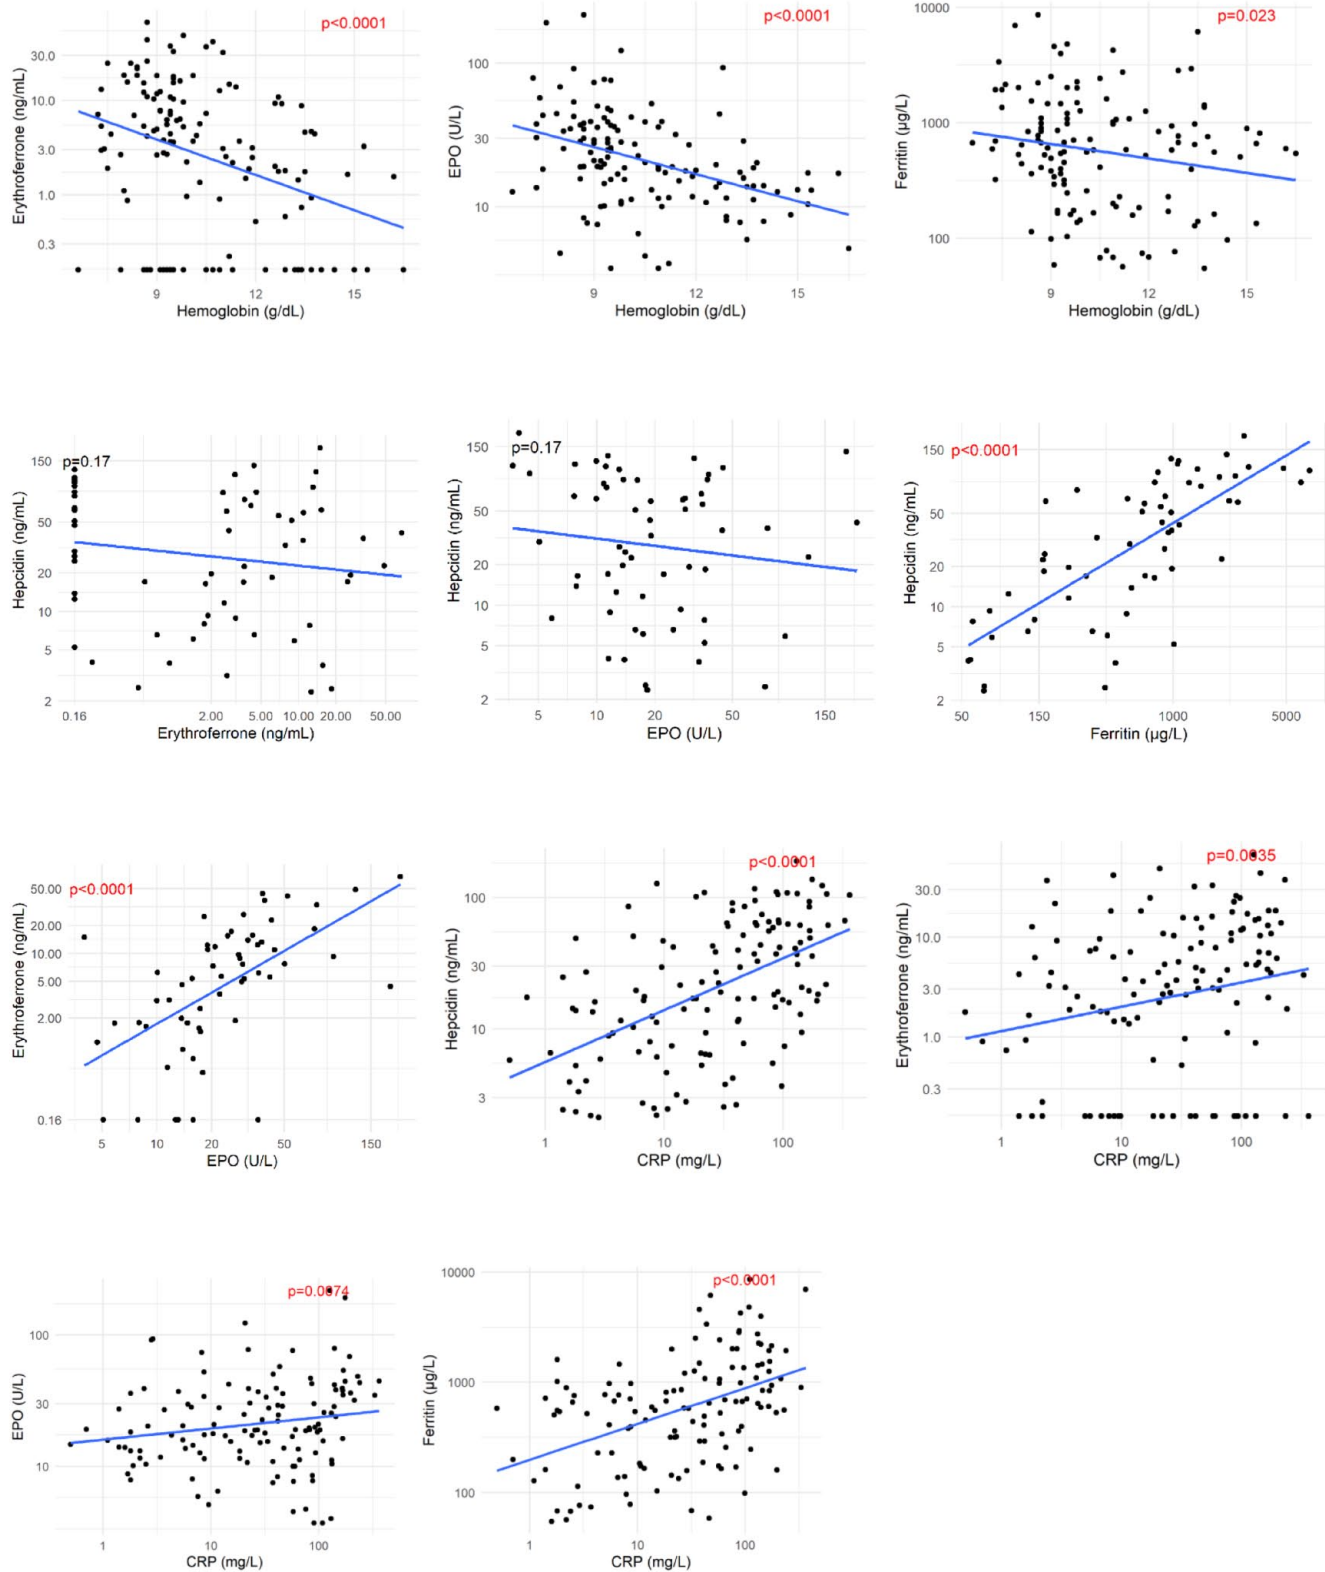 p<0.0001
Erythroferrone (ng/mL)
30.0
10.0
3.0
1.0
0.3
9 12 15
Hemoglobin (g/dL)
p<0.0001
EPO (U/L)
100
30
10
9 12 15
Hemoglobin (g/dL)
p=0.023
Ferritin (µg/L)
10000
1000
100
9 12 15
Hemoglobin (g/dL)
p=0.17
Hepcidin (ng/mL)
150
50
20
10
5
2
0.16 2.00 5.00 10.00 20.00 50.00
Erythroferrone (ng/mL)
p=0.17
Hepcidin (ng/mL)
150
50
20
10
5
2
5 10 20 50 150
EPO (U/L)
p<0.0001
Hepcidin (ng/mL)
150
50
20
10
5
2
50 150 1000 5000
Ferritin (µg/L)
p<0.0001
Erythroferrone (ng/mL)
50.00
20.00
10.00
5.00
2.00
0.16
5 10 20 50 150
EPO (U/L)
p<0.0001
Hepcidin (ng/mL)
100
30
10
3
1 10 100
CRP (mg/L)
p=0.0035
Erythroferrone (ng/mL)
30.0
10.0
3.0
1.0
0.3
1 10 100
CRP (mg/L)
p=0.0074
EPO (U/L)
100
30
10
1 10 100
CRP (mg/L)
p<0.0001
Ferritin (µg/L)
10000
1000
100
1 10 100
CRP (mg/L)